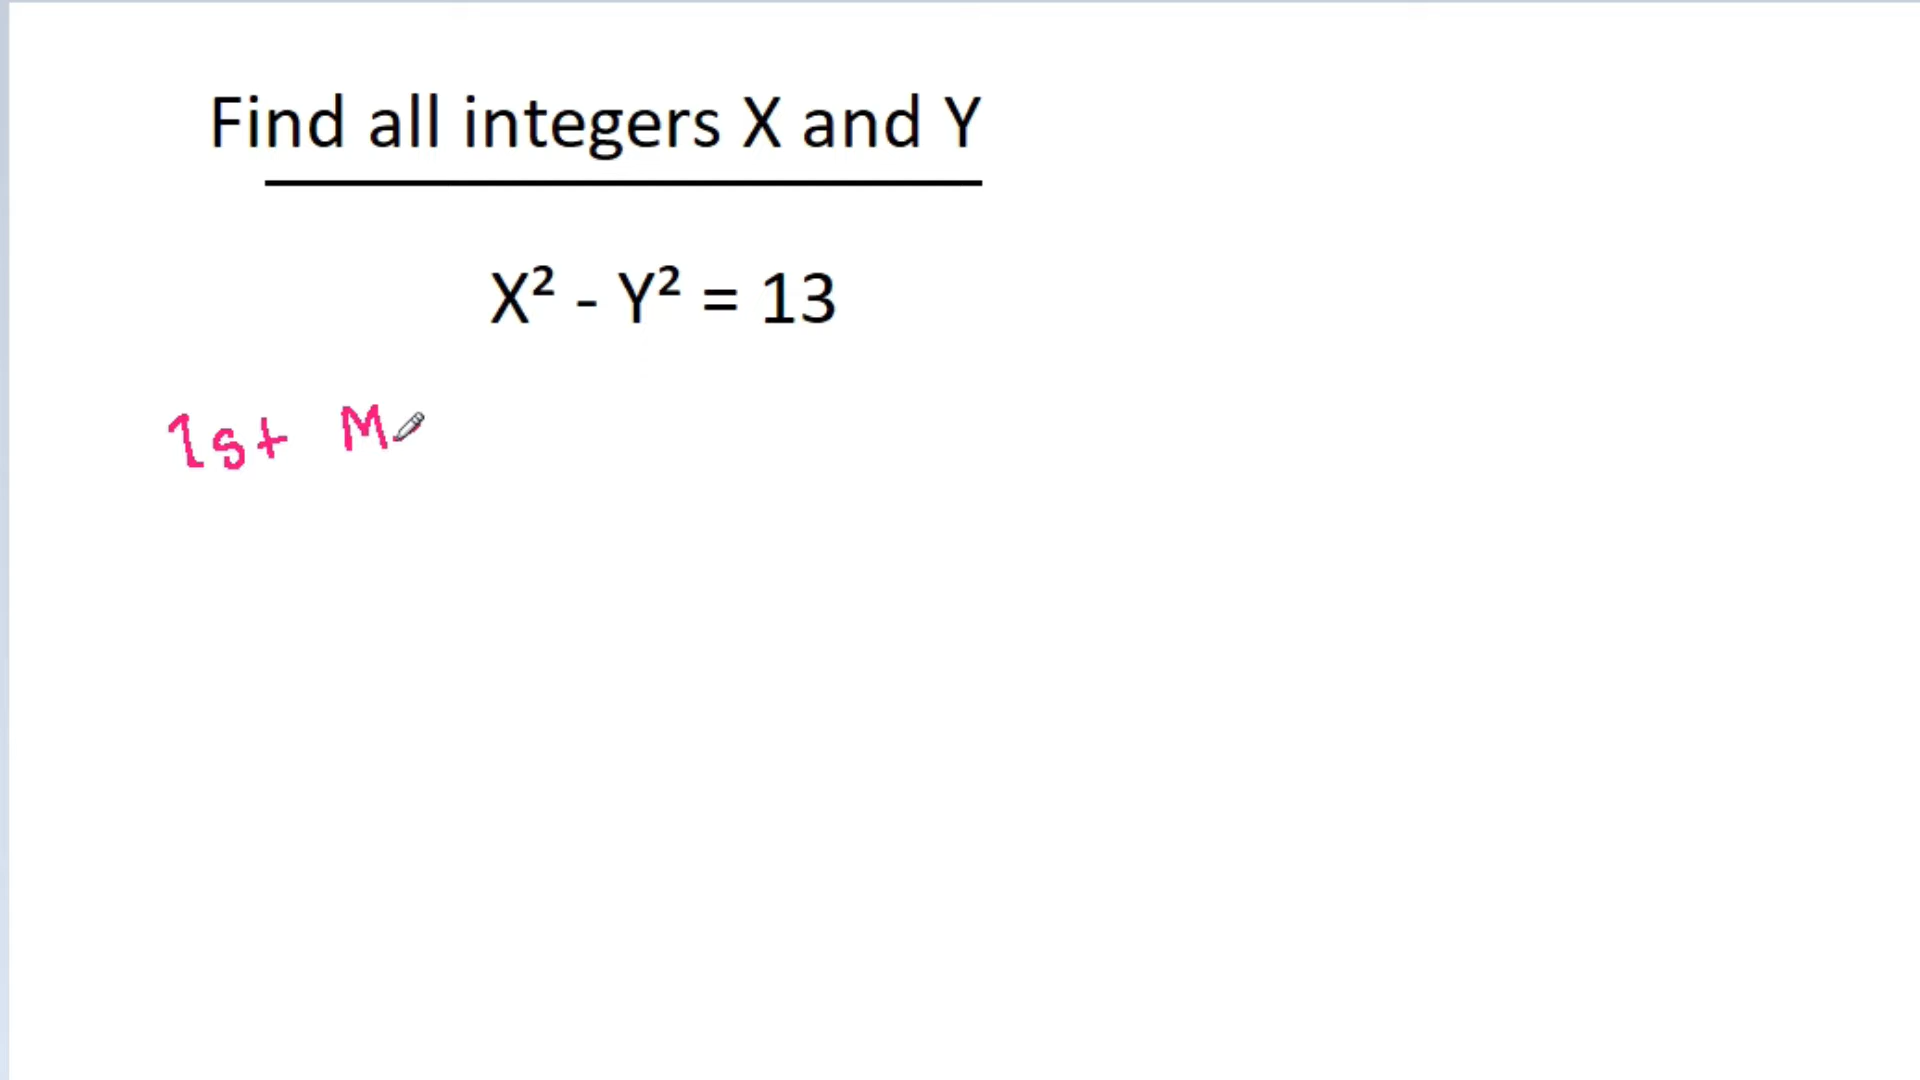 Find all integers X and Y
X² - Y² = 13
1st M